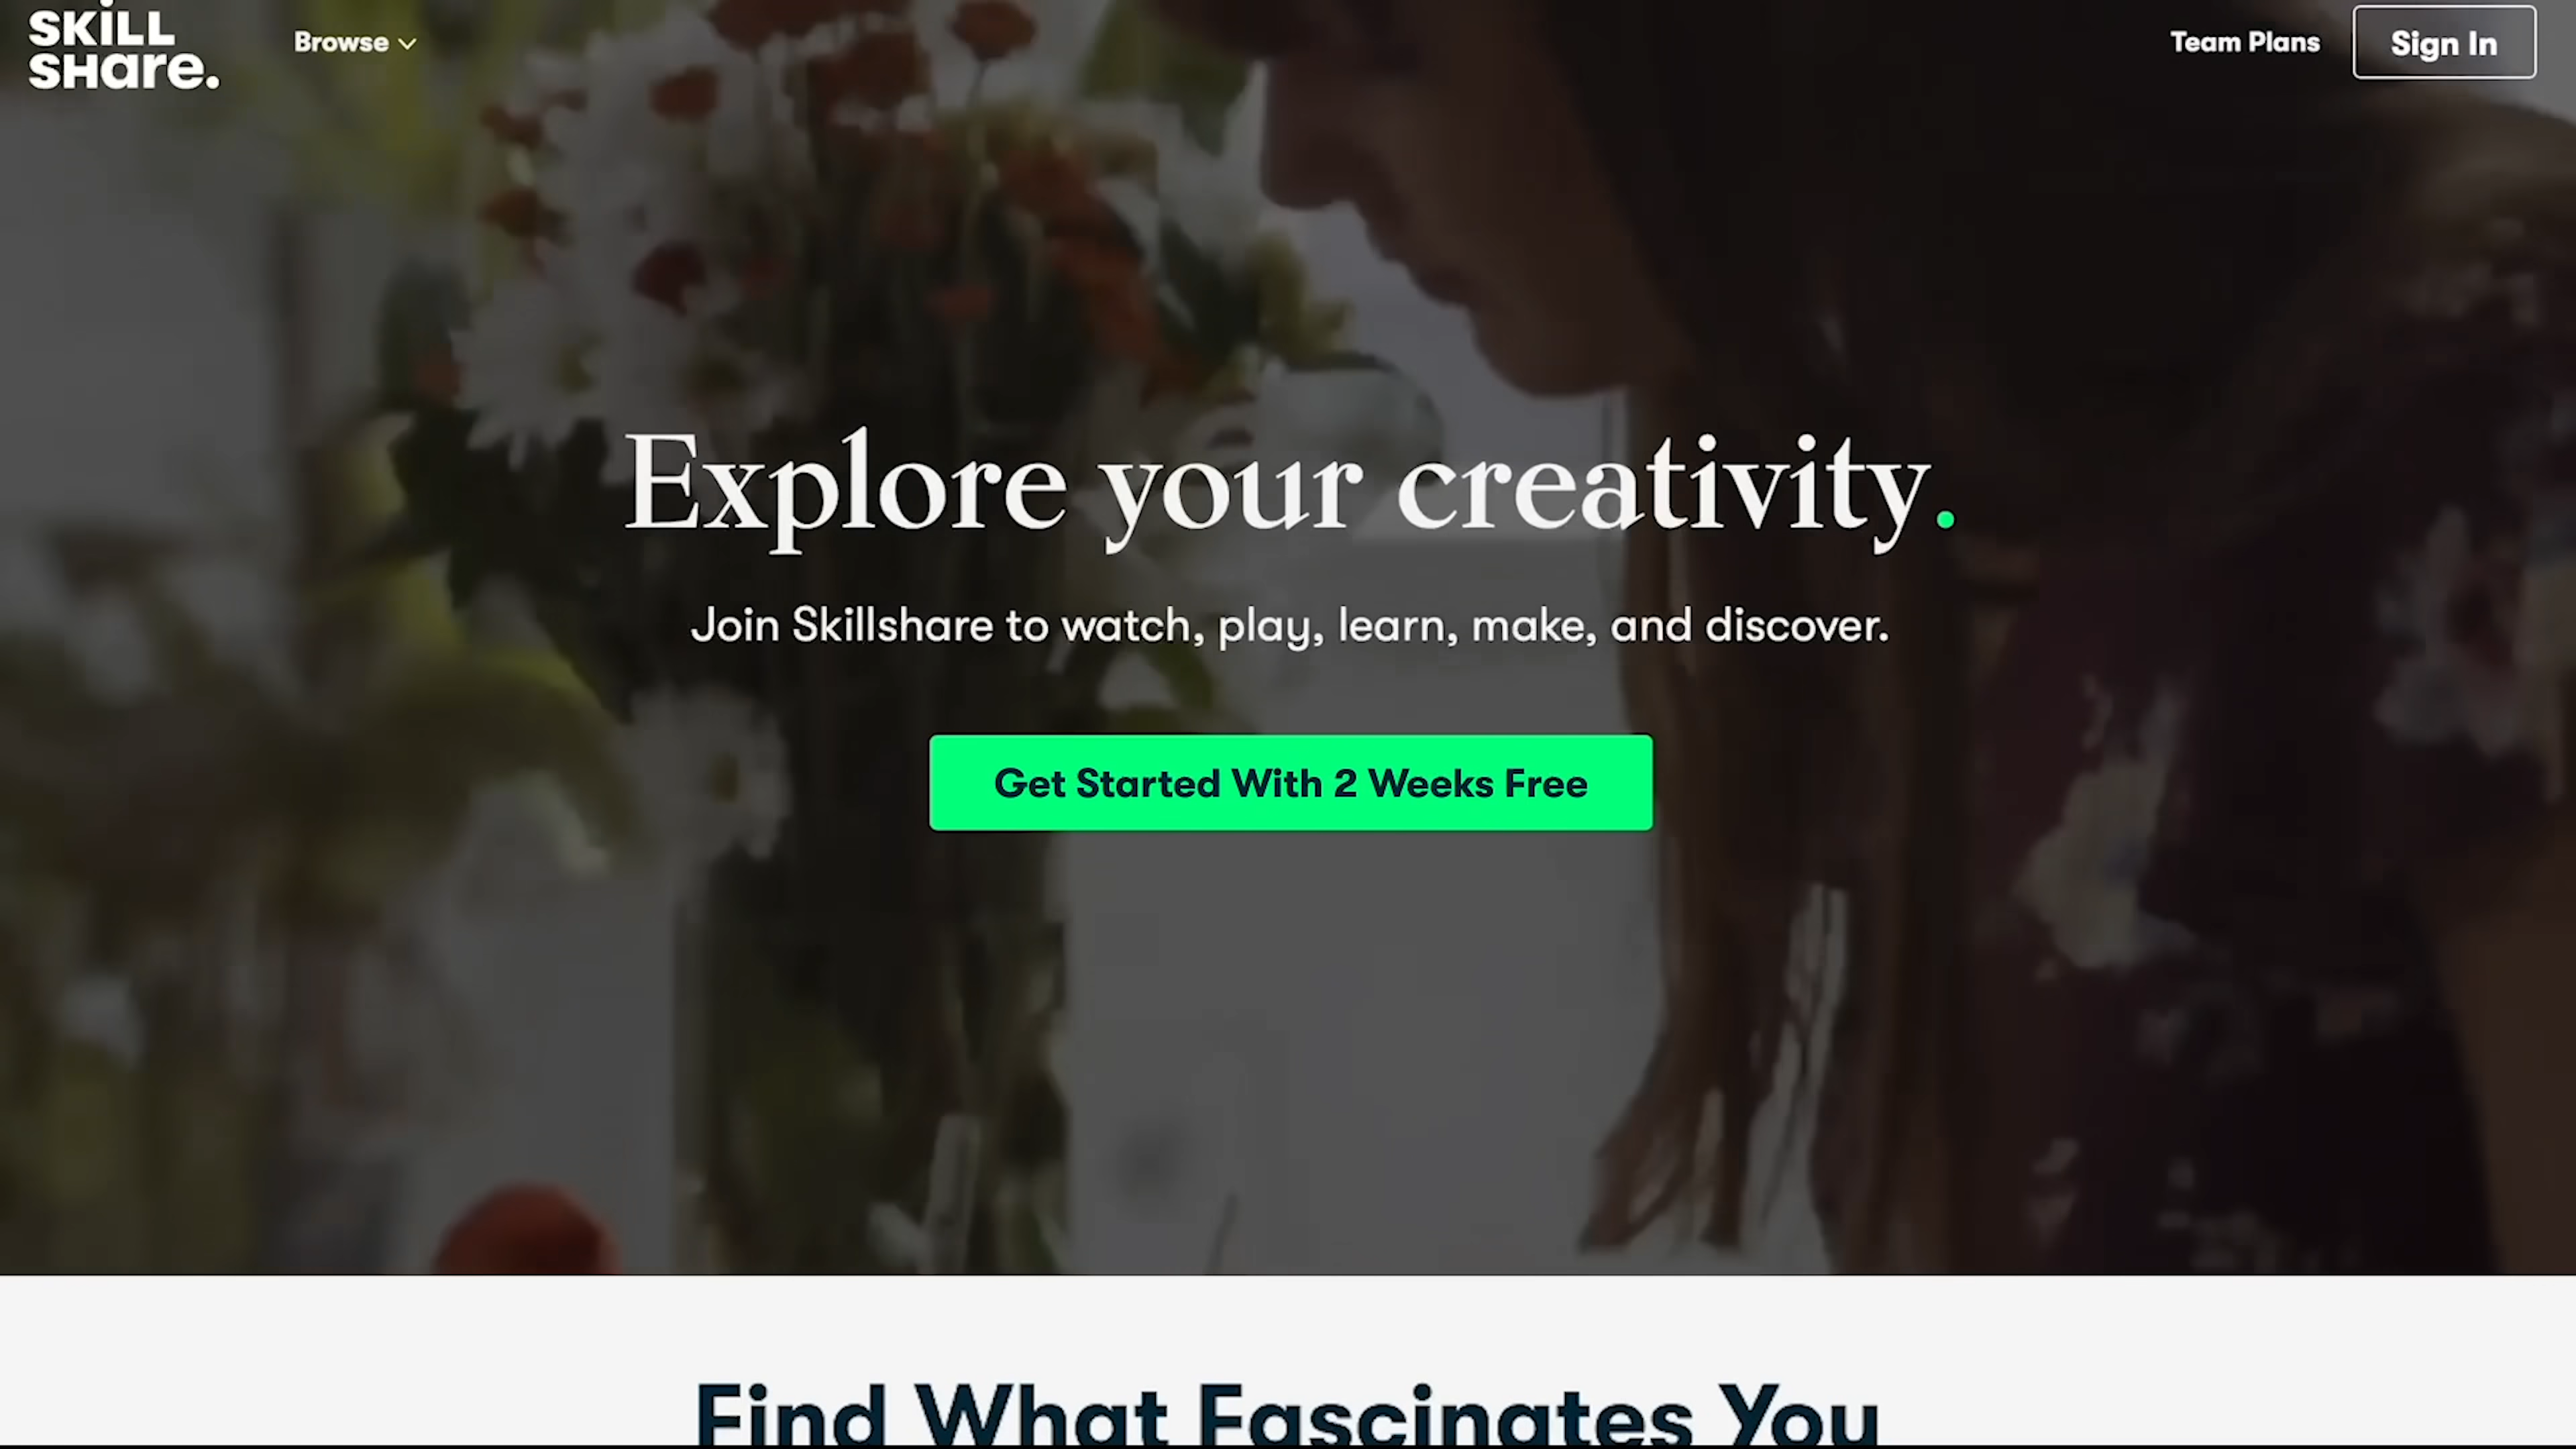 SKILL
SHare.
Browse
Team Plans
Sign In
Explore your creativity.
Join Skillshare to watch, play, learn, make, and discover.
Get Started With 2 Weeks Free
Find What Fascinates You